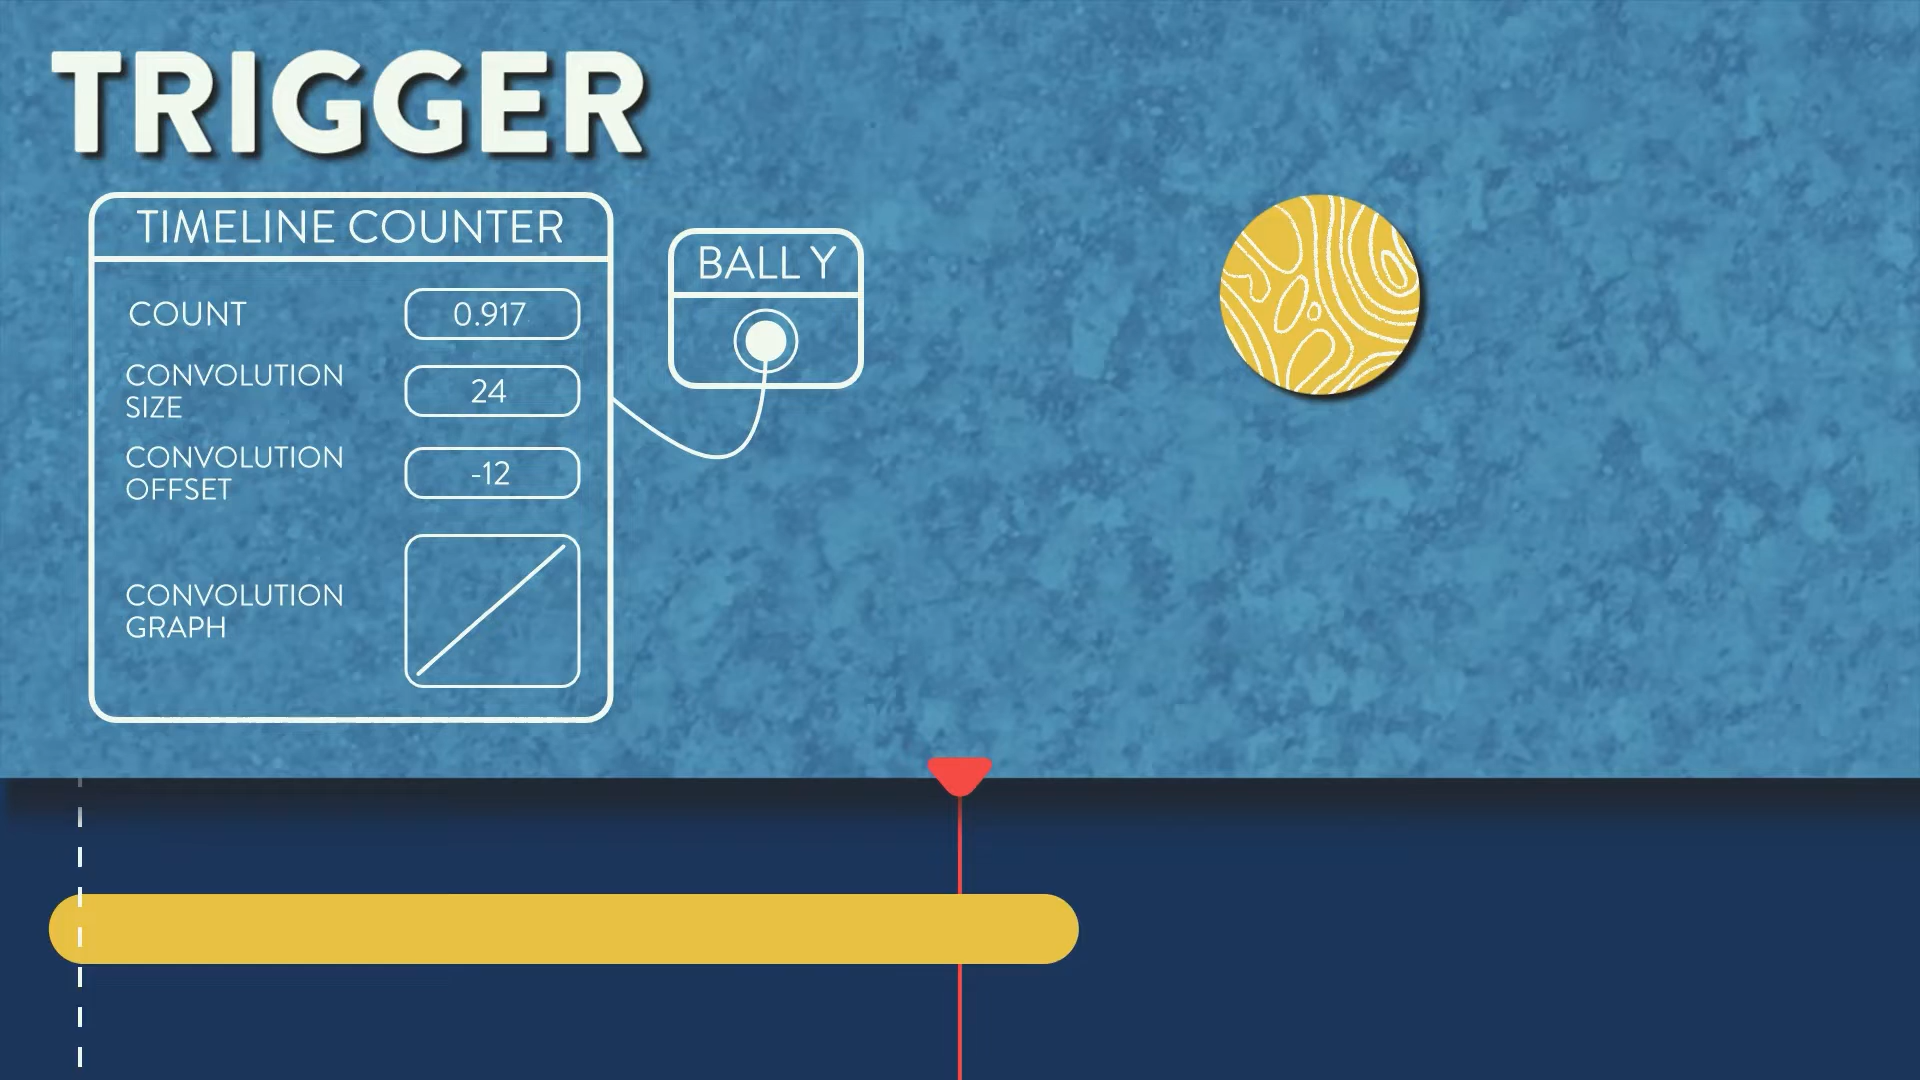 TRIGGER
TIMELINE COUNTER
COUNT 0.917
CONVOLUTION
SIZE
24
CONVOLUTION
OFFSET
-12
CONVOLUTION
GRAPH
BALL Y